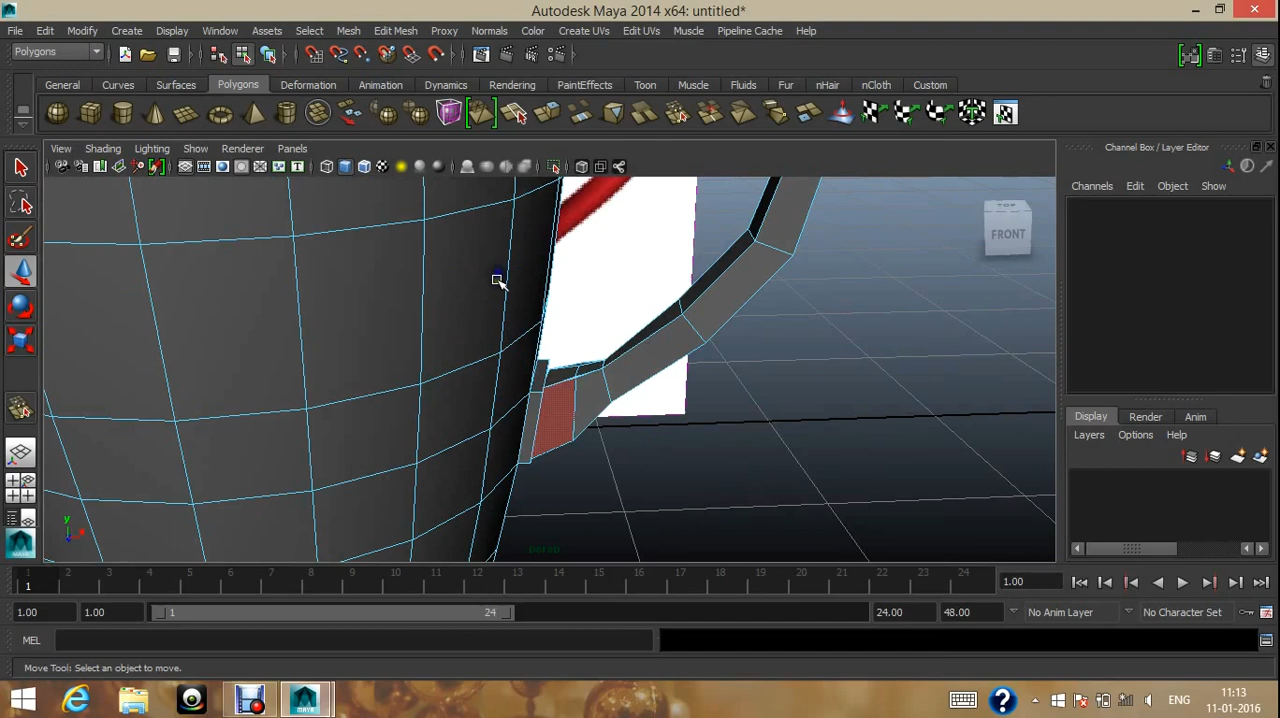 Autodesk Maya 2014 x64: untitled*
File Edit Modify Create Display Window Assets Select Mesh Edit Mesh Proxy Normals Color Create UVs Edit UVs Muscle Pipeline Cache Help
Polygons
General Curves Surfaces Polygons Deformation Animation Dynamics Rendering PaintEffects Toon Muscle Fluids Fur nHair nCloth Custom
View Shading Lighting Show Renderer Panels
Channel Box / Layer Editor
Channels Edit Object Show
TOP
FRONT
Display Render Anim
Layers Options Help
y
persp
1 2 3 4 5 6 7 8 9 10 11 12 13 14 15 16 17 18 19 20 21 22 23 24
1
1.00
1.00 1.00 1 24 24.00 48.00 No Anim Layer No Character Set
MEL
Move Tool: Select an object to move.
MAYA
ENG
11:13
11-01-2016